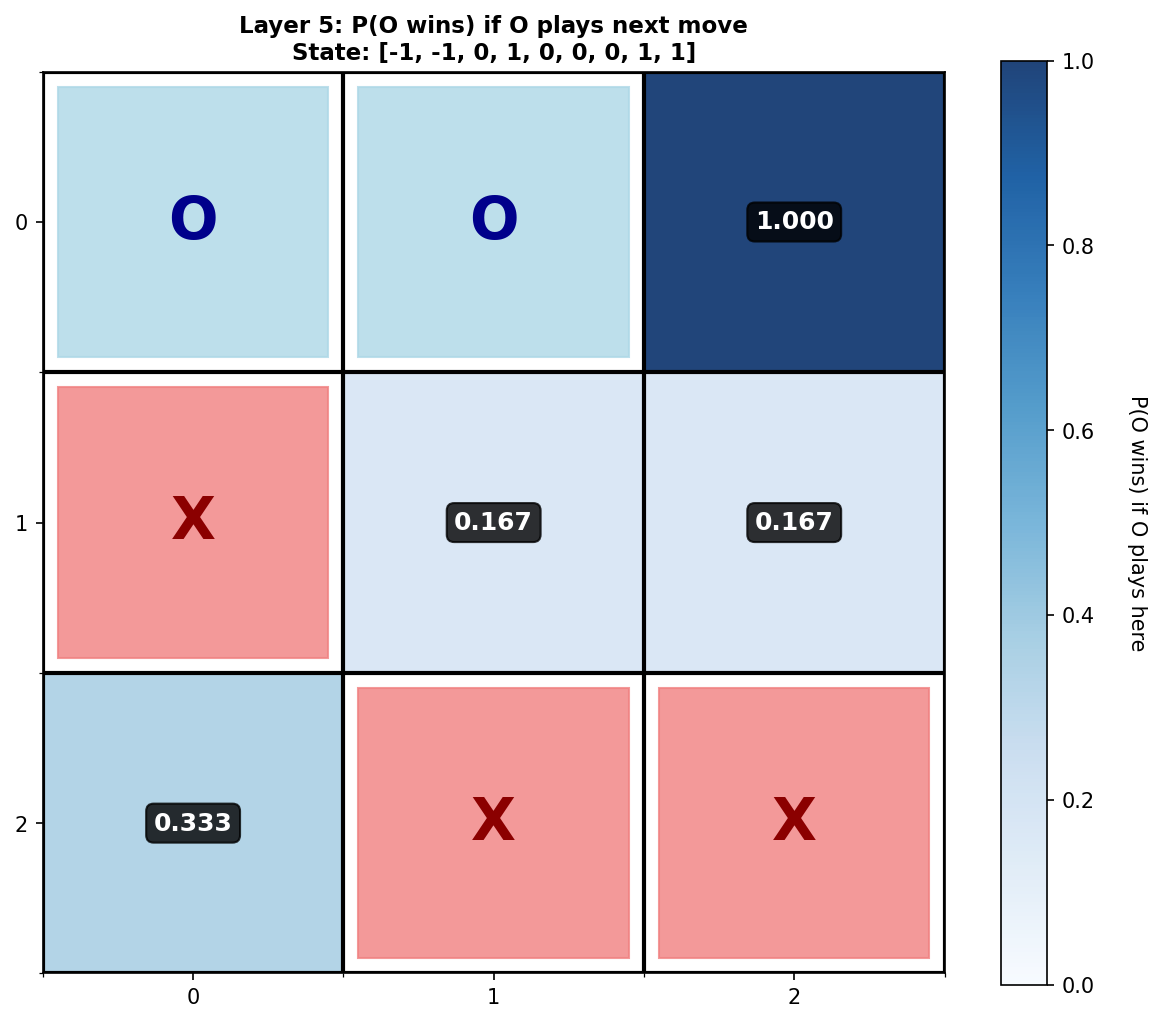 Layer 5: P(O wins) if O plays next move
State: [-1, -1, 0, 1, 0, 0, 0, 1, 1]
0
O
O
1.000
1
X
0.167
0.167
2
0.333
X
X
0
1
2
1.0
0.8
0.6
0.4
0.2
0.0
P(O wins) if O plays here